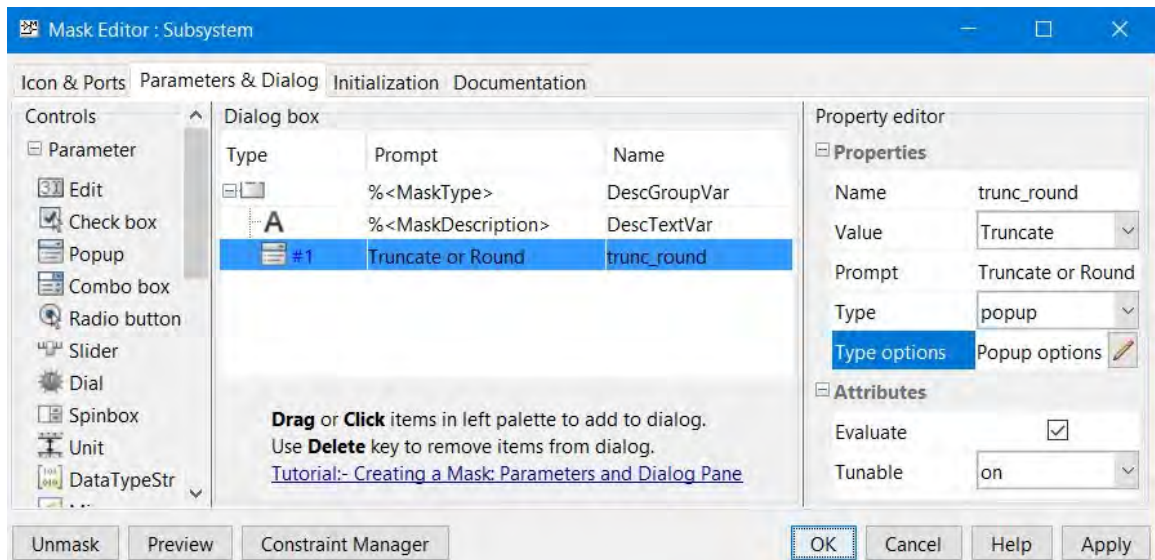 Mask Editor : Subsystem
Icon & Ports Parameters & Dialog Initialization Documentation
Controls
Parameter
Edit
Check box
Popup
Combo box
Radio button
Slider
Dial
Spinbox
Unit
DataTypeStr
Dialog box
Type Prompt Name
%<MaskType> DescGroupVar
A %<MaskDescription> DescTextVar
#1 Truncate or Round trunc_round
Drag or Click items in left palette to add to dialog.
Use Delete key to remove items from dialog.
Tutorial:- Creating a Mask: Parameters and Dialog Pane
Property editor
Properties
Name trunc_round
Value Truncate
Prompt Truncate or Round
Type popup
Type options Popup options
Attributes
Evaluate
Tunable on
Unmask Preview Constraint Manager OK Cancel Help Apply